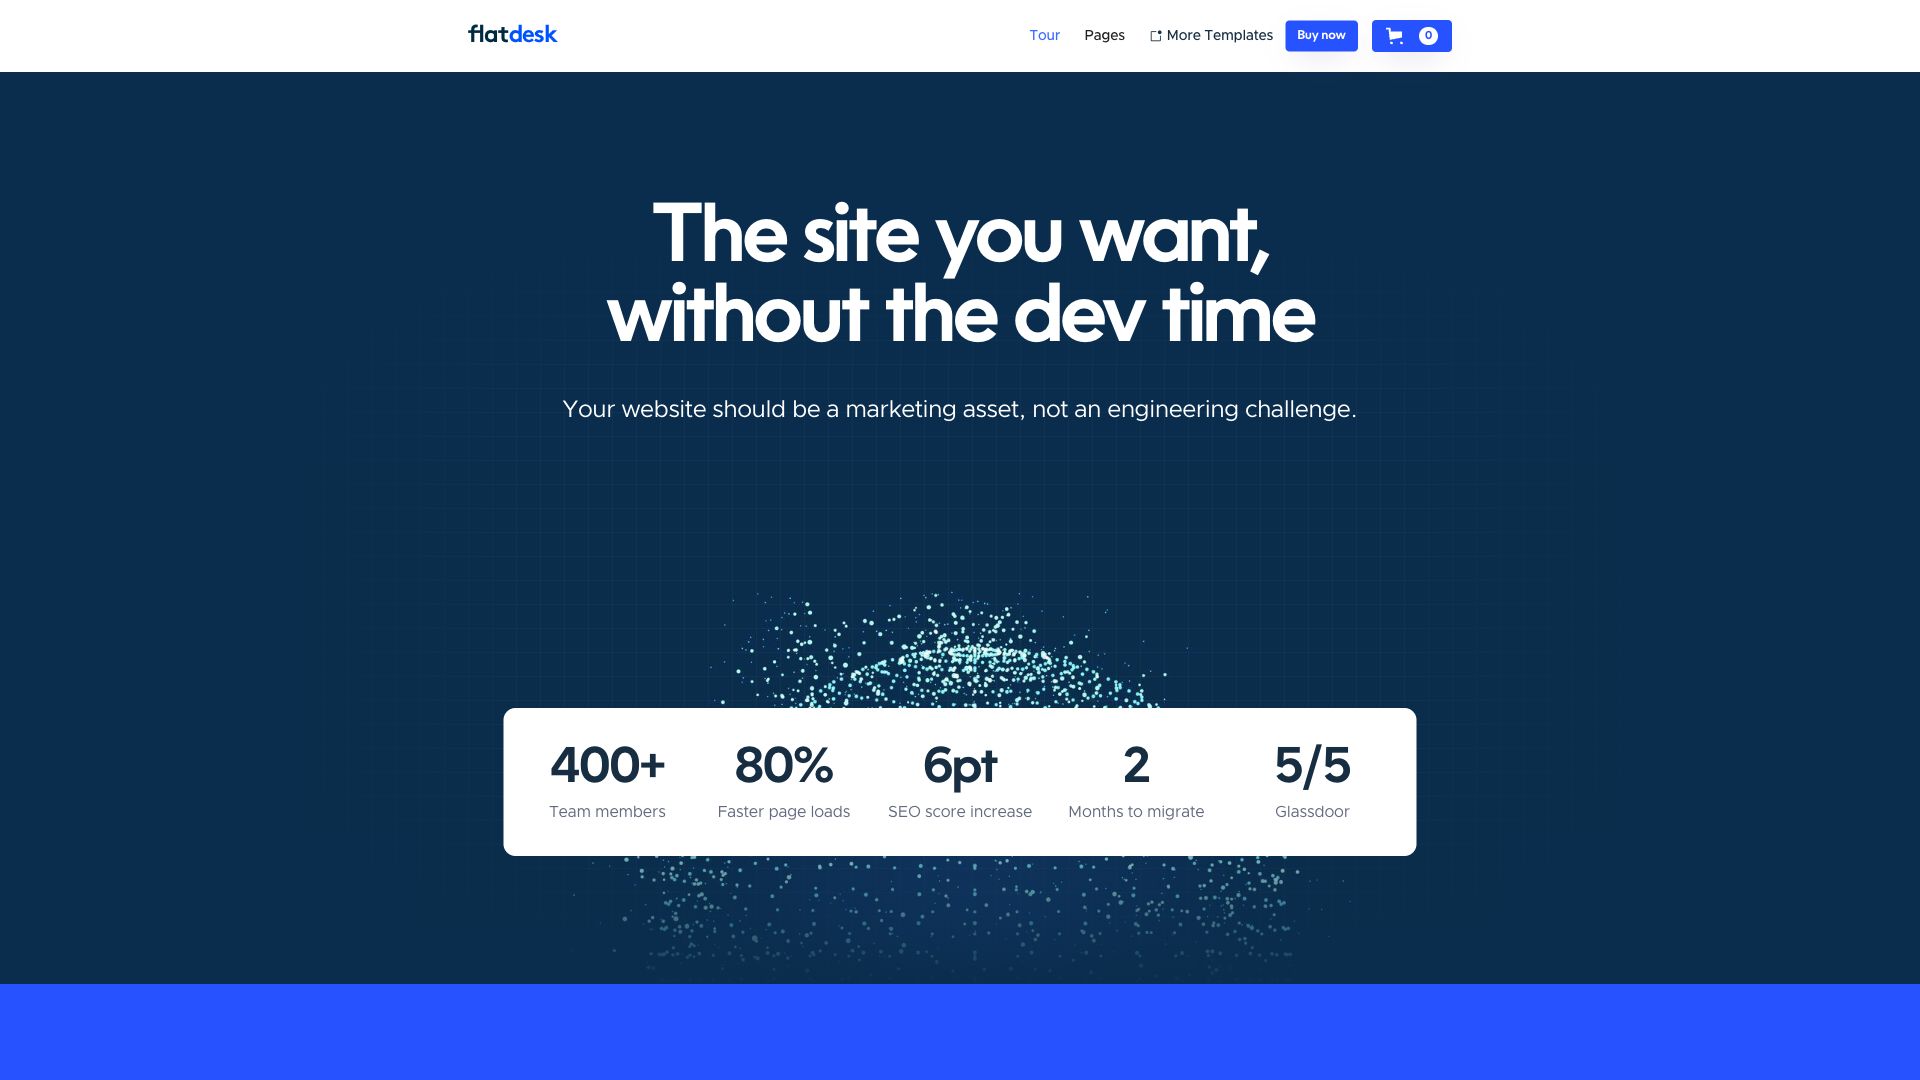 flatdesk
Tour
Pages
More Templates
Buy now
0
The site you want,
without the dev time
Your website should be a marketing asset, not an engineering challenge.
400+
Team members
80%
Faster page loads
6pt
SEO score increase
2
Months to migrate
5/5
Glassdoor